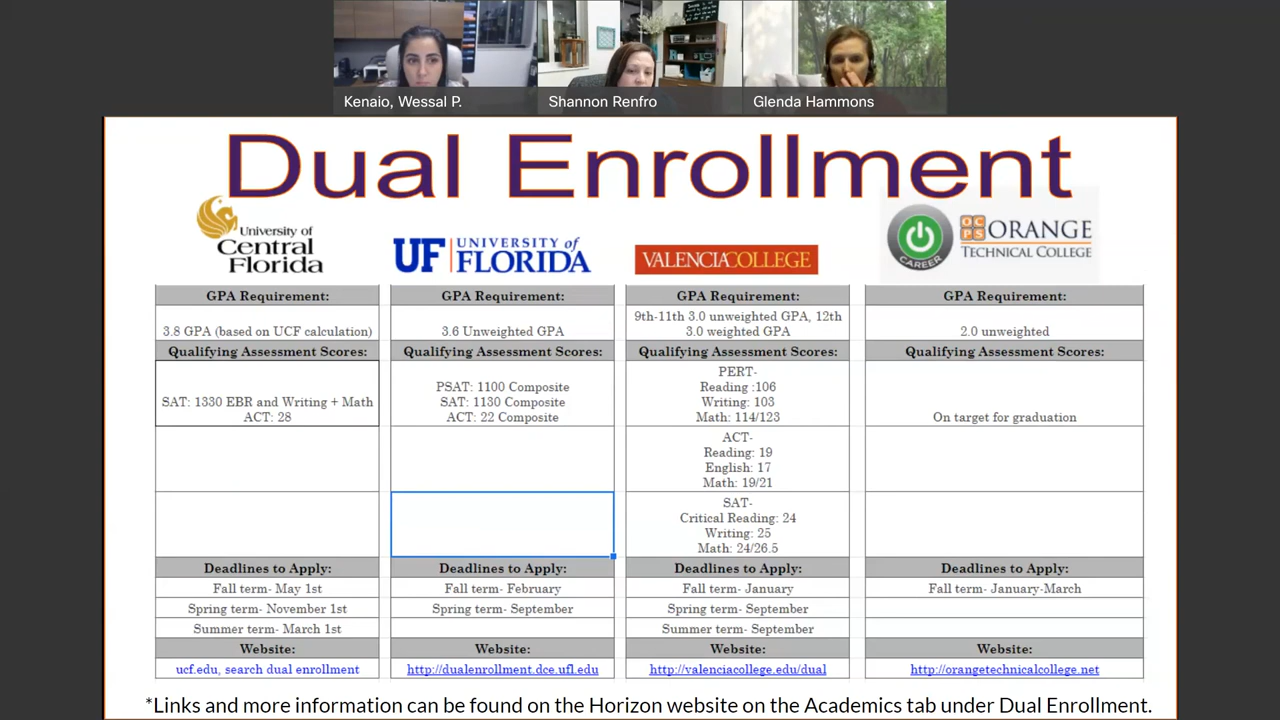 Kenaio, Wessal P.
Shannon Renfro
Glenda Hammons
Dual Enrollment
University of
Central
Florida
UF UNIVERSITY of
FLORIDA
VALENCIACOLLEGE
CAREER
OC
PS
ORANGE
TECHNICAL COLLEGE
GPA Requirement:
3.8 GPA (based on UCF calculation)
Qualifying Assessment Scores:
SAT: 1330 EBR and Writing + Math
ACT: 28
Deadlines to Apply:
Fall term- May 1st
Spring term- November 1st
Summer term- March 1st
Website:
ucf.edu, search dual enrollment
GPA Requirement:
3.6 Unweighted GPA
Qualifying Assessment Scores:
PSAT: 1100 Composite
SAT: 1130 Composite
ACT: 22 Composite
Deadlines to Apply:
Fall term- February
Spring term- September
Website:
http://dualenrollment.dce.ufl.edu
GPA Requirement:
9th-11th 3.0 unweighted GPA, 12th
3.0 weighted GPA
Qualifying Assessment Scores:
PERT-
Reading :106
Writing: 103
Math: 114/123
ACT-
Reading: 19
English: 17
Math: 19/21
SAT-
Critical Reading: 24
Writing: 25
Math: 24/26.5
Deadlines to Apply:
Fall term- January
Spring term- September
Summer term- September
Website:
http://valenciacollege.edu/dual
GPA Requirement:
2.0 unweighted
Qualifying Assessment Scores:
On target for graduation
Deadlines to Apply:
Fall term- January-March
Website:
http://orangetechnicalcollege.net
*Links and more information can be found on the Horizon website on the Academics tab under Dual Enrollment.